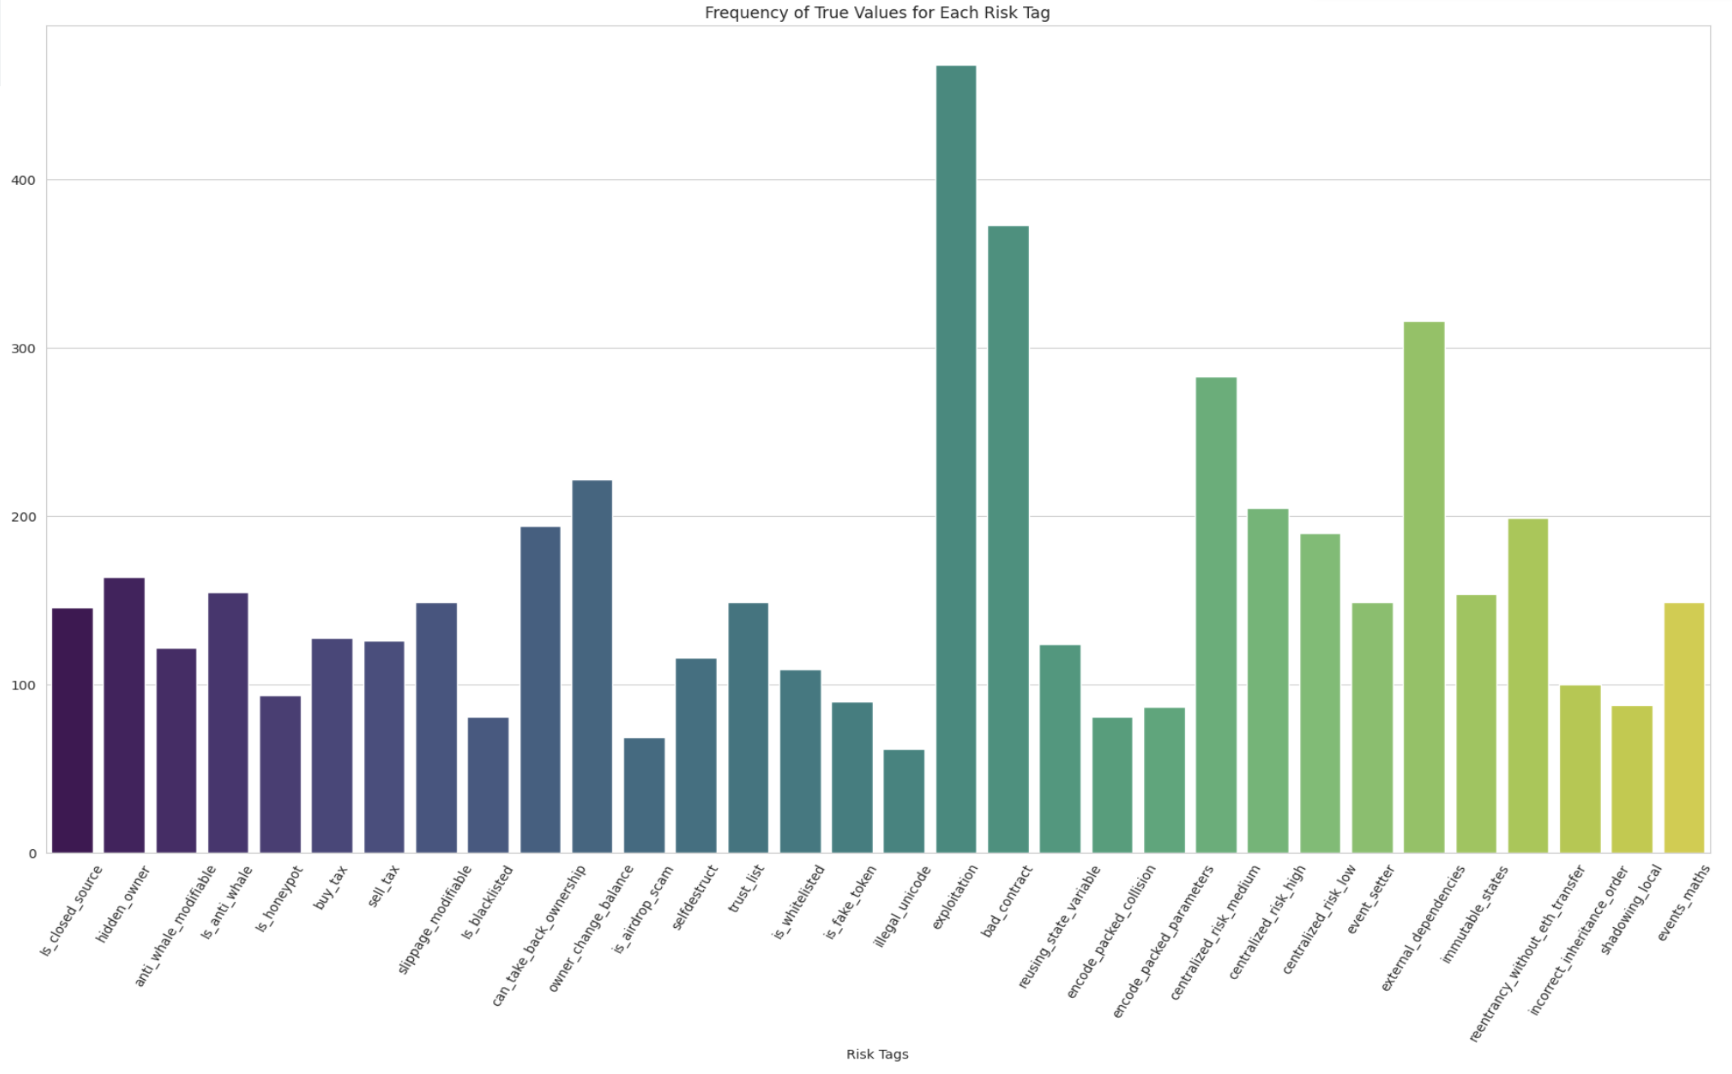 Frequency of True Values for Each Risk Tag
400
300
200
100
0
Is_closed_source
hidden_owner
anti_whale_modifiable
Is_anti_whale
Is_honeypot
buy_tax
sell_tax
slippage_modifiable
Is_blacklisted
can_take_back_ownership
owner_change_balance
is_airdrop_scam
selfdestruct
trust_list
is_whitelisted
is_fake_token
illegal_unicode
exploitation
bad_contract
reusing_state_variable
encode_packed_collision
encode_packed_parameters
centralized_risk_medium
centralized_risk_high
centralized_risk_low
event_setter
external_dependencies
immutable_states
reentrancy_without_eth_transfer
incorrect_inheritance_order
shadowing_local
events_maths
Risk Tags